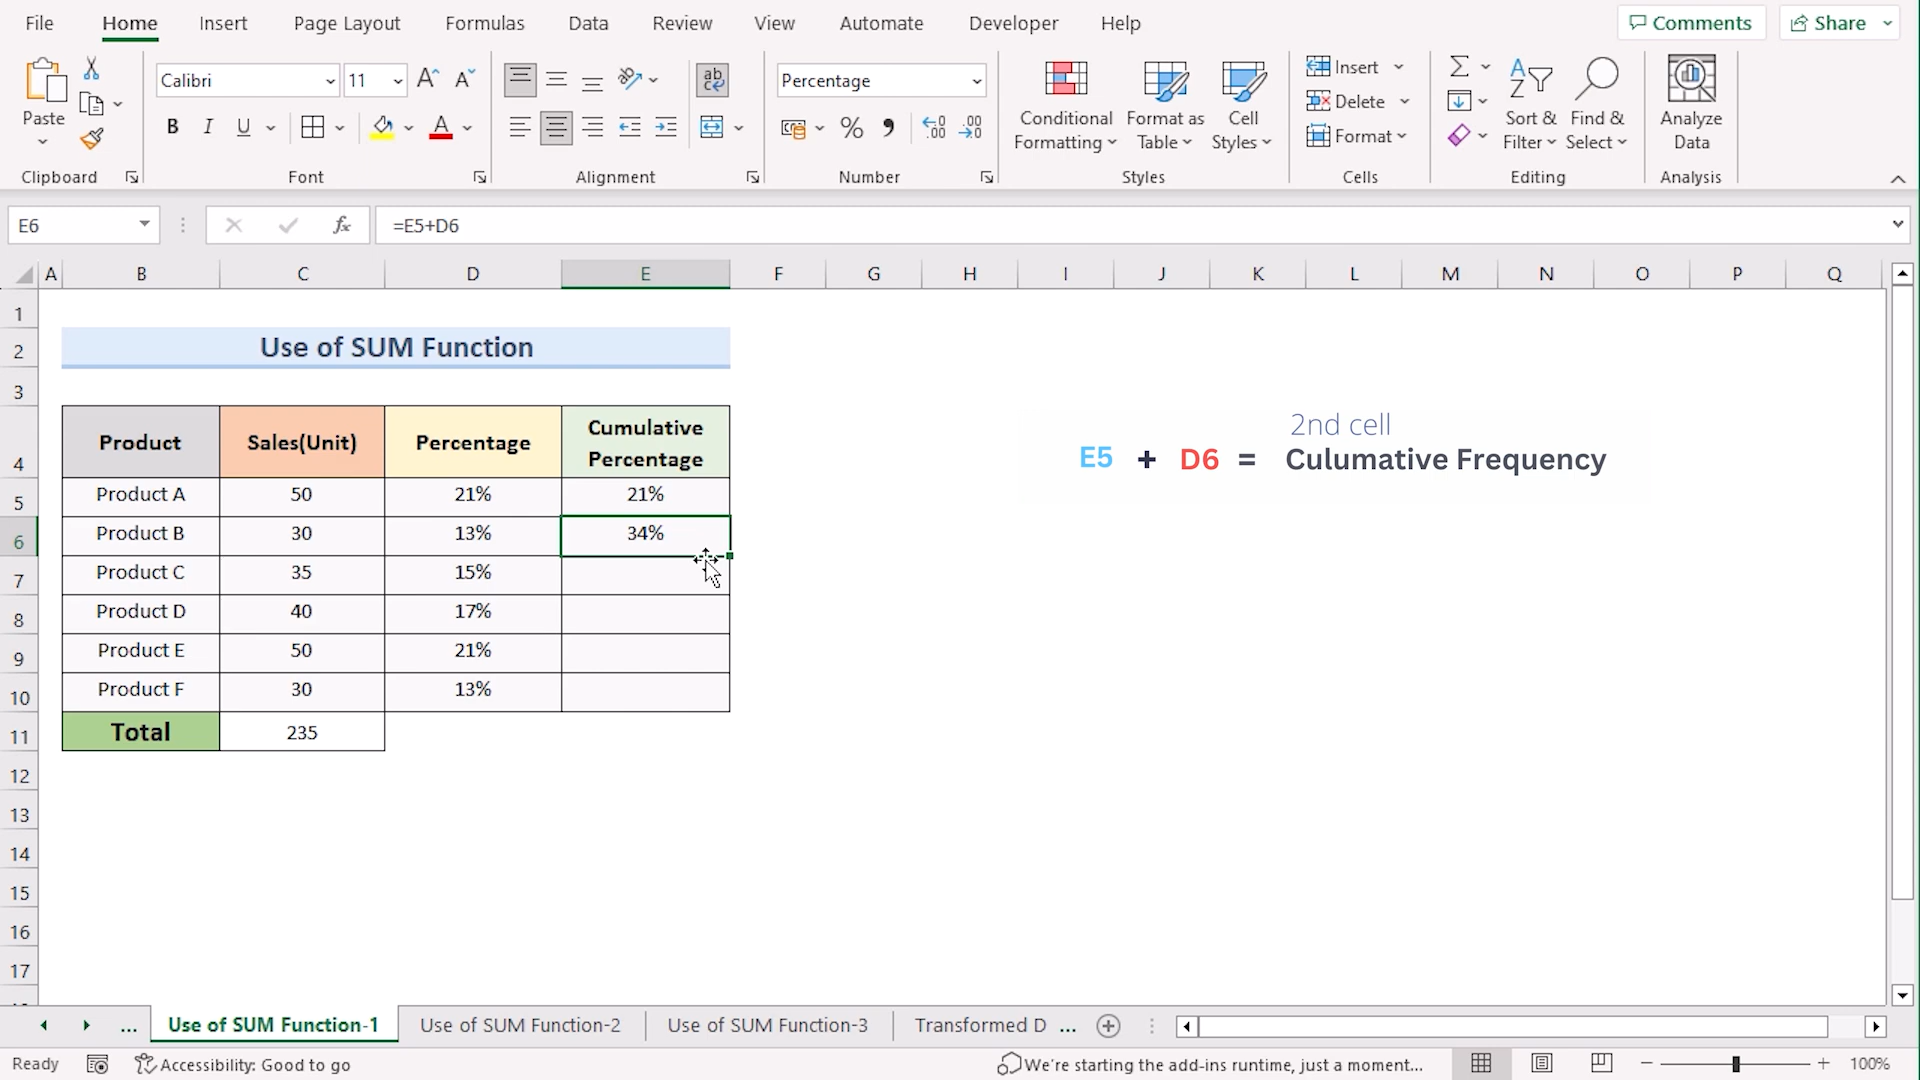 File Home Insert Page Layout Formulas Data Review View Automate Developer Help Comments Share
Calibri 11 A^ Aˇ ab Percentage Insert Σ
Paste Conditional Format as Cell Delete Sort & Find & Analyze
B I U A % Formatting Table Styles Format Filter Select Data
Clipboard Font Alignment Number Styles Cells Editing Analysis
E6 fx =E5+D6
A B C D E F G H I J K L M N O P Q
1
2 Use of SUM Function
3
4 Product Sales(Unit) Percentage Cumulative Percentage
5 Product A 50 21% 21%
6 Product B 30 13% 34%
7 Product C 35 15%
8 Product D 40 17%
9 Product E 50 21%
10 Product F 30 13%
11 Total 235
12
13
14
15
16
17
2nd cell
E5 + D6 = Culumative Frequency
... Use of SUM Function-1 Use of SUM Function-2 Use of SUM Function-3 Transformed D ...
Ready Accessibility: Good to go We're starting the add-ins runtime, just a moment... 100%